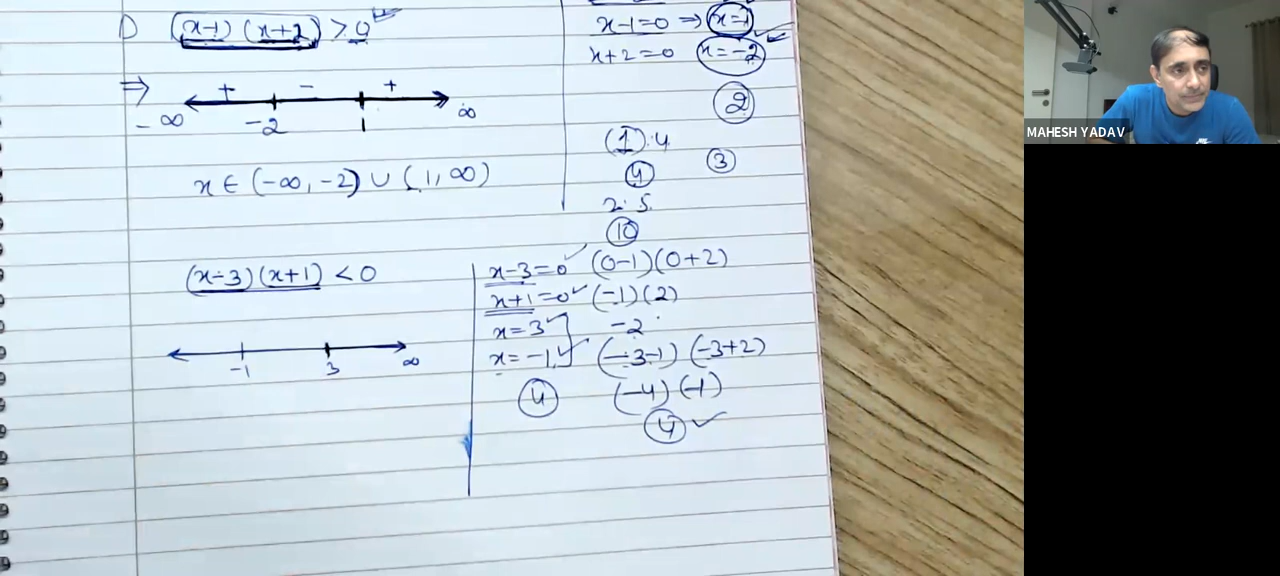 1) (x-1) (x+2) > 0
⇒
+ - +
-∞ -2 1 ∞
x ∈ (-∞, -2) ∪ (1, ∞)
(x-3)(x+1) < 0
-1 3 ∞
x-1=0 ⇒ x=1
x+2=0 x=-2
2
(1)·4
4
3
2·5
10
x-3=0 (0-1)(0+2)
x+1=0 (-1)(2)
x=3 -2
x=-1 (-3-1) (-3+2)
4 (-4) (-1)
4
MAHESH YADAV